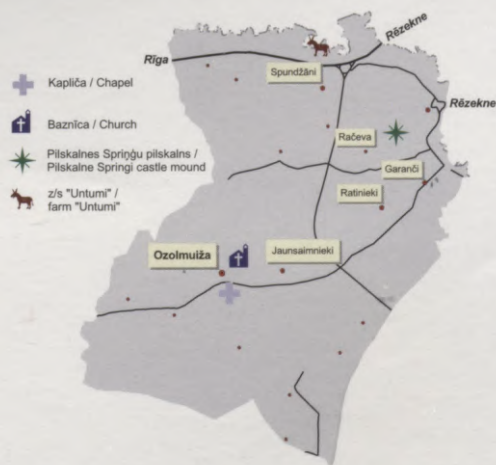 Rēzekne
Rīga
Spundžāni
Kapliča / Chapel
Rēzekne
Baznīca / Church
Račeva
Pilskalnes Spriņģu pilskalns /
Pilskalne Springi castle mound
Garanči
z/s "Untumi" /
farm "Untumi"
Ratinieki
Ozolmuiža
Jaunsaimnieki